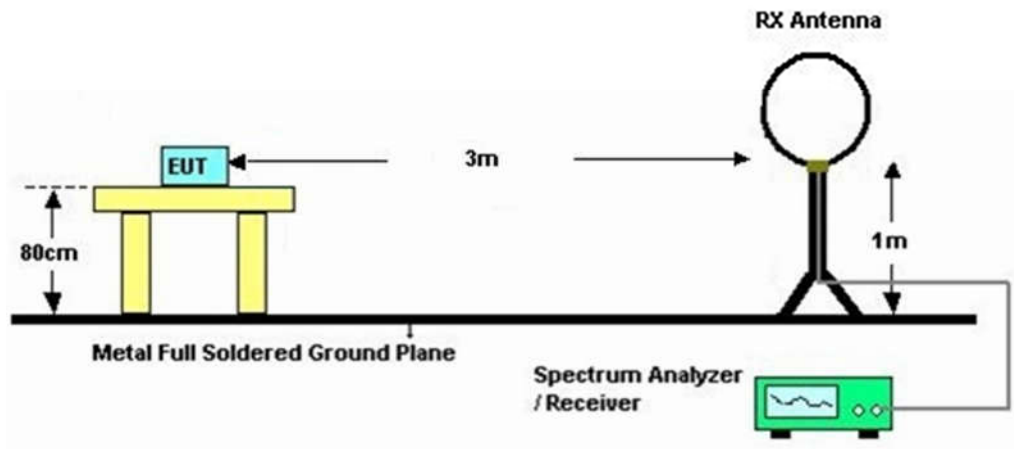 RX Antenna
EUT
3m
80cm
1m
Metal Full Soldered Ground Plane
Spectrum Analyzer
/ Receiver